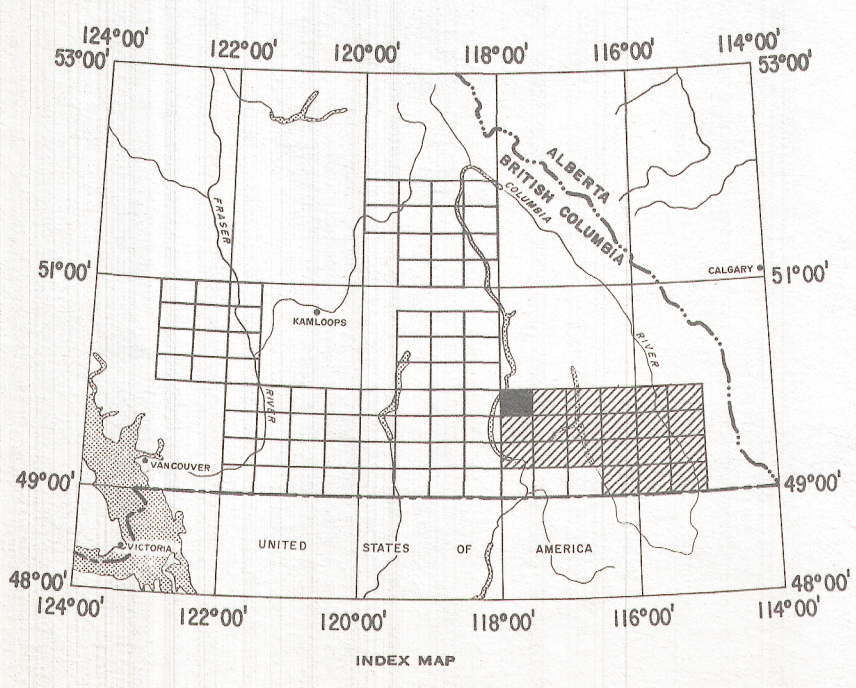 124°00' 122°00' 120°00' 118°00' 116°00' 114°00'
53°00' 53°00'
ALBERTA
BRITISH COLUMBIA
COLUMBIA
FRASER
51°00' CALGARY 51°00'
KAMLOOPS
RIVER
RIVER
VANCOUVER
49°00' 49°00'
VICTORIA UNITED STATES OF AMERICA
48°00' 48°00'
124°00' 122°00' 120°00' 118°00' 116°00' 114°00'
INDEX MAP